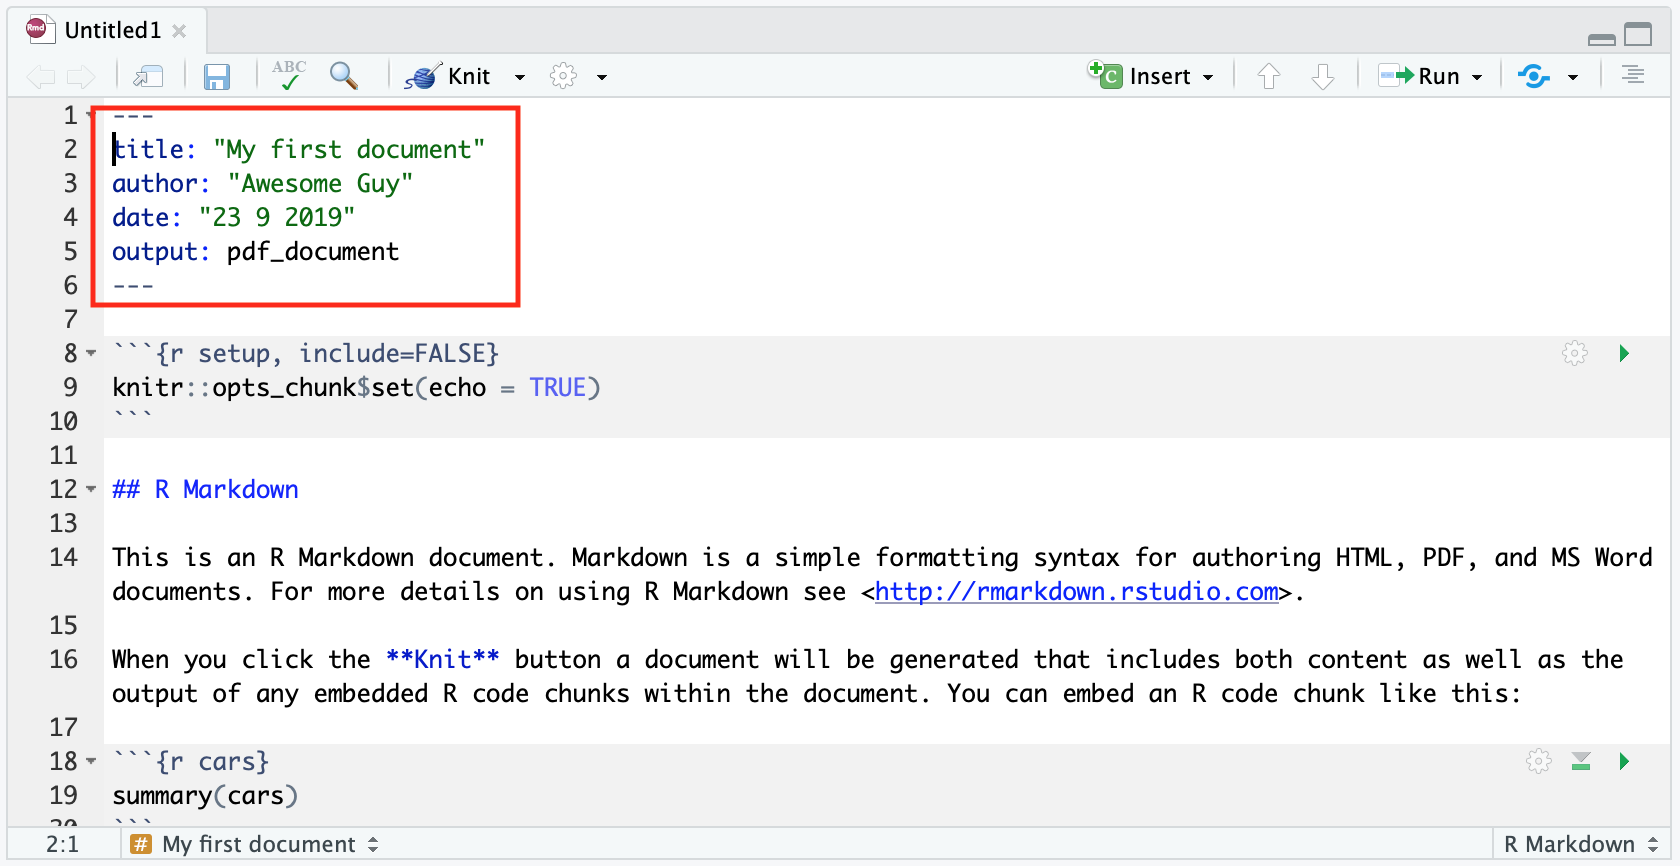 Rmd Untitled1
ABC Knit C Insert Run
1 ---
2 title: "My first document"
3 author: "Awesome Guy"
4 date: "23 9 2019"
5 output: pdf_document
6 ---
7
8 ```{r setup, include=FALSE}
9 knitr::opts_chunk$set(echo = TRUE)
10 ```
11
12 ## R Markdown
13
14 This is an R Markdown document. Markdown is a simple formatting syntax for authoring HTML, PDF, and MS Word
documents. For more details on using R Markdown see <http://rmarkdown.rstudio.com>.
15
16 When you click the **Knit** button a document will be generated that includes both content as well as the
output of any embedded R code chunks within the document. You can embed an R code chunk like this:
17
18 ```{r cars}
19 summary(cars)
20 ```
2:1 # My first document R Markdown